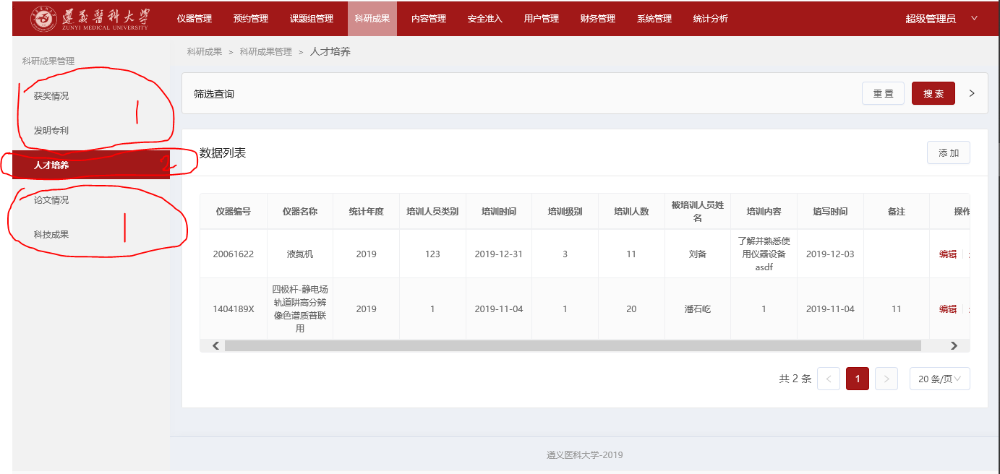 遵义醫科大学 仪器管理 预约管理 课题组管理 科研成果 内容管理 安全准入 用户管理 财务管理 系统管理 统计分析 超级管理员
ZUNYI MEDICAL UNIVERSITY
科研成果管理
获奖情况
1
发明专利
人才培养 2
论文情况
科技成果
1
科研成果 > 科研成果管理 > 人才培养
筛选查询 重 置 搜 索
数据列表 添 加
仪器编号 仪器名称 统计年度 培训人员类别 培训时间 培训级别 培训人数 被培训人员姓名 培训内容 填写时间 备注 操作
20061622 液氮机 2019 123 2019-12-31 3 11 刘备 了解并熟悉使用仪器设备asdf 2019-12-03 编辑
1404189X 四极杆-静电场轨道阱高分辨像色谱质普联用 2019 1 2019-11-04 1 20 潘石屹 1 2019-11-04 11 编辑
共 2 条 < 1 > 20 条/页
遵义医科大学-2019